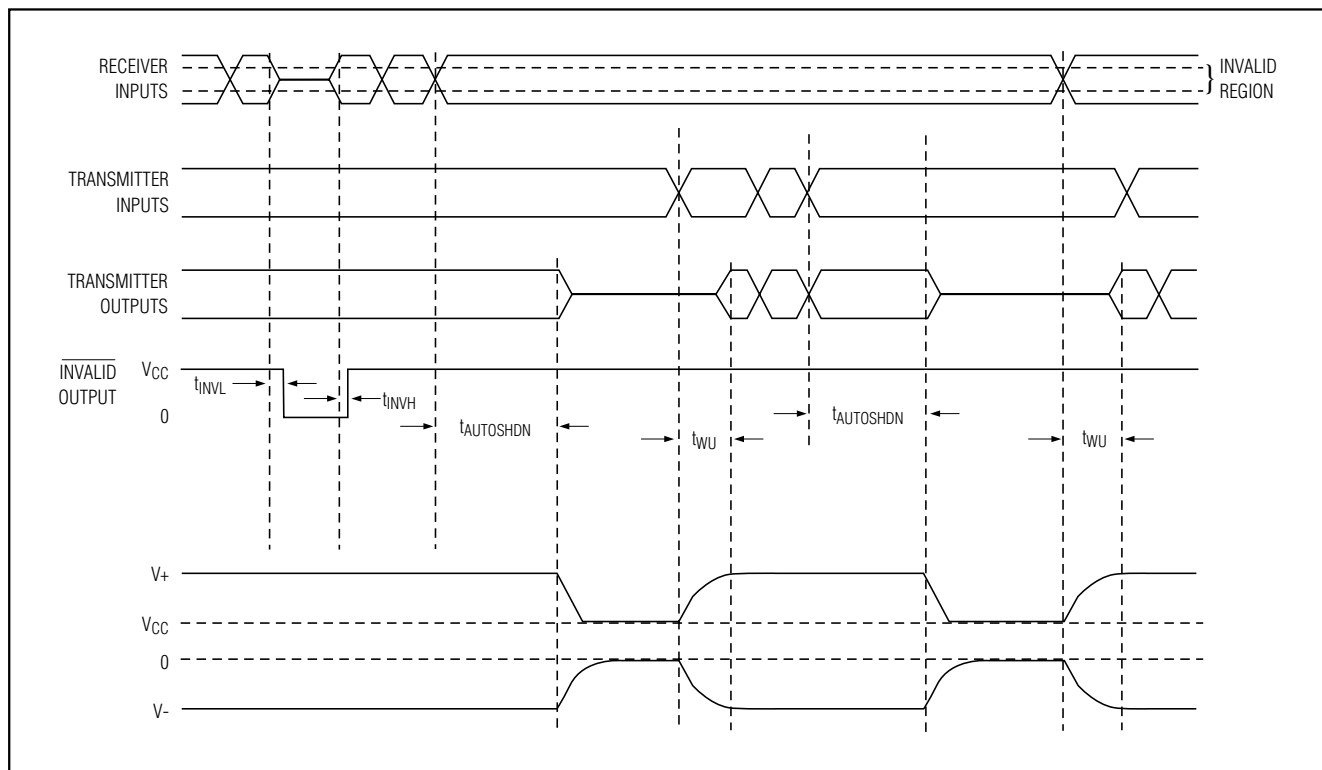 RECEIVER
INPUTS
} INVALID
REGION
TRANSMITTER
INPUTS
TRANSMITTER
OUTPUTS
INVALID
OUTPUT
VCC
0
tINVL
tINVH
tAUTOSHDN
tWU
tAUTOSHDN
tWU
V+
VCC
0
V-